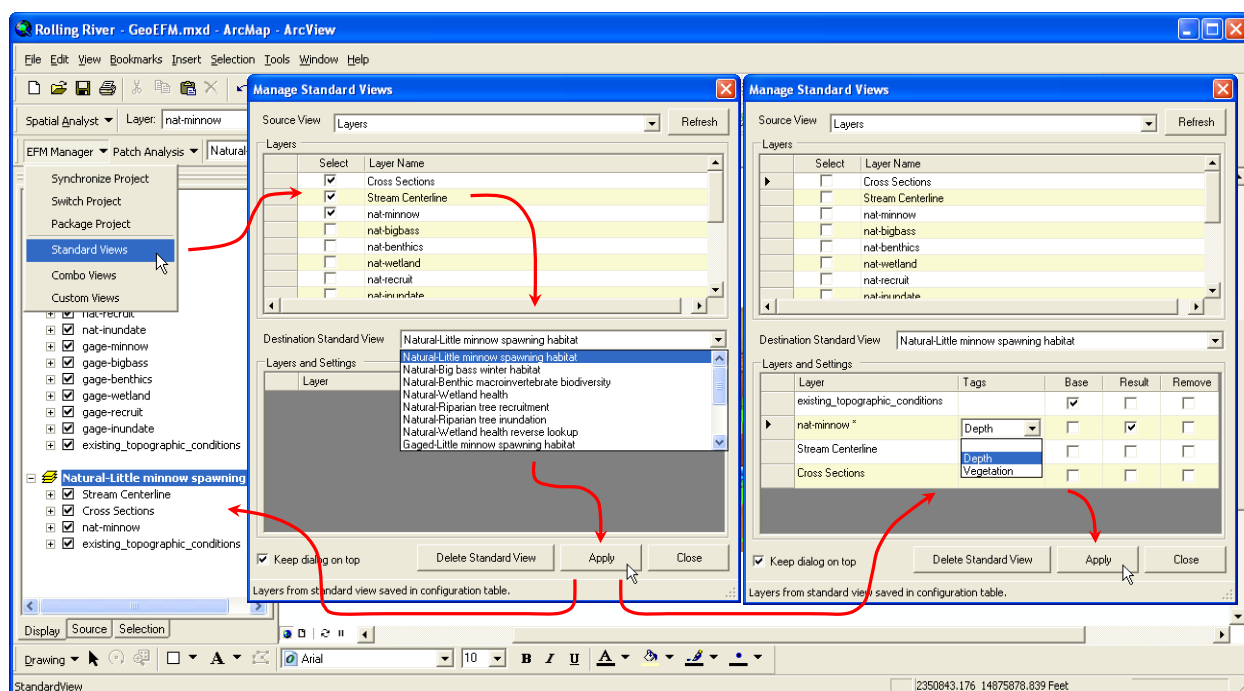 Rolling River - GeoEFM.mxd - ArcMap - ArcView
File Edit View Bookmarks Insert Selection Tools Window Help
Spatial Analyst Layer: nat-minnow
EFM Manager Patch Analysis Natural-
Synchronize Project
Switch Project
Package Project
Standard Views
Combo Views
Custom Views
nat-recruit
nat-inundate
gage-minnow
gage-bigbass
gage-benthics
gage-wetland
gage-recruit
gage-inundate
existing_topographic_conditions
Natural-Little minnow spawning
Stream Centerline
Cross Sections
nat-minnow
existing_topographic_conditions
Display Source Selection
Drawing A Arial 10 B I U A
StandardView
2350843.176 14875878.839 Feet
Manage Standard Views
Source View Layers Refresh
Layers
Select Layer Name
Cross Sections
Stream Centerline
nat-minnow
nat-bigbass
nat-benthics
nat-wetland
nat-recruit
nat-inundate
Destination Standard View Natural-Little minnow spawning habitat
Natural-Little minnow spawning habitat
Natural-Big bass winter habitat
Natural-Benthic macroinvertebrate biodiversity
Natural-Wetland health
Natural-Riparian tree recruitment
Natural-Riparian tree inundation
Natural-Wetland health reverse lookup
Gaged-Little minnow spawning habitat
Layers and Settings
Layer
Keep dialog on top Delete Standard View Apply Close
Layers from standard view saved in configuration table.
Manage Standard Views
Source View Layers Refresh
Layers
Select Layer Name
Cross Sections
Stream Centerline
nat-minnow
nat-bigbass
nat-benthics
nat-wetland
nat-recruit
nat-inundate
Destination Standard View Natural-Little minnow spawning habitat
Layers and Settings
Layer Tags Base Result Remove
existing_topographic_conditions
nat-minnow * Depth
Depth
Vegetation
Stream Centerline
Cross Sections
Keep dialog on top Delete Standard View Apply Close
Layers from standard view saved in configuration table.